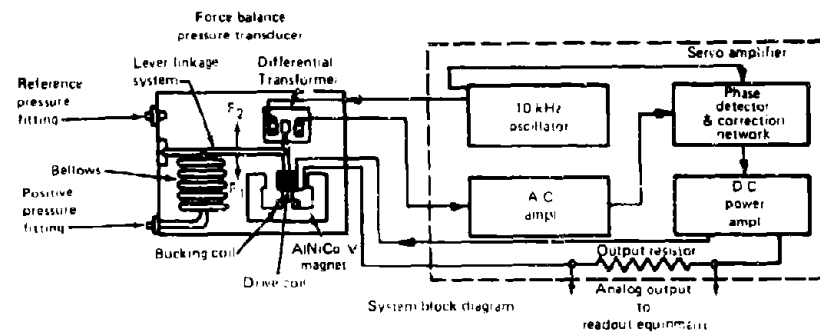 Force balance
pressure transducer
Lever linkage
system
Differential
Transformer
Reference
pressure
fitting
F2
Bellows
F1
Positive
pressure
fitting
Bucking coil
AlNiCo V
magnet
Drive coil
Servo amplifier
10 kHz
oscillator
Phase
detector
& correction
network
A C
ampl
D C
power
ampl
Output resistor
Analog output
to
readout equipment
System block diagram